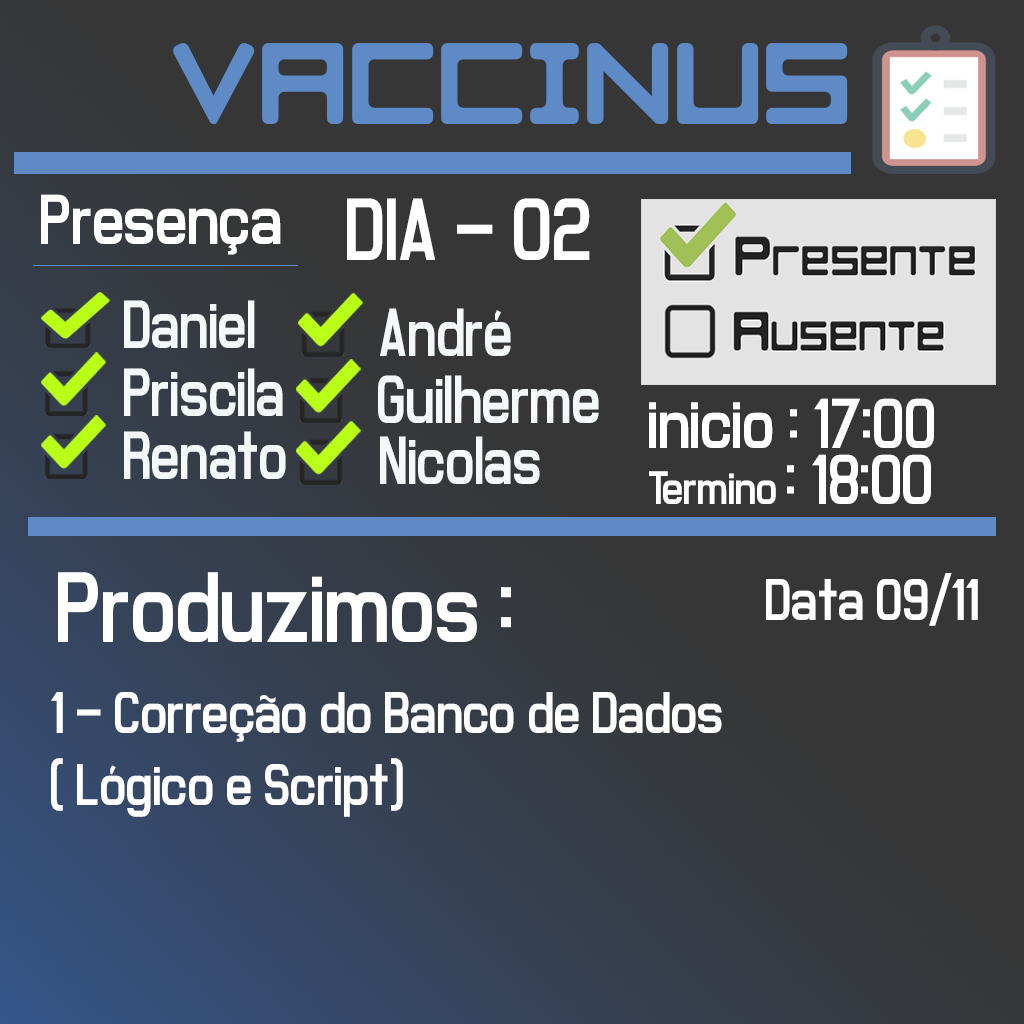 VACCINUS
Presença
DIA - 02
Presente
Ausente
Daniel
André
Priscila
Guilherme
Renato
Nicolas
inicio : 17:00
Termino : 18:00
Produzimos :
Data 09/11
1 - Correção do Banco de Dados
( Lógico e Script)